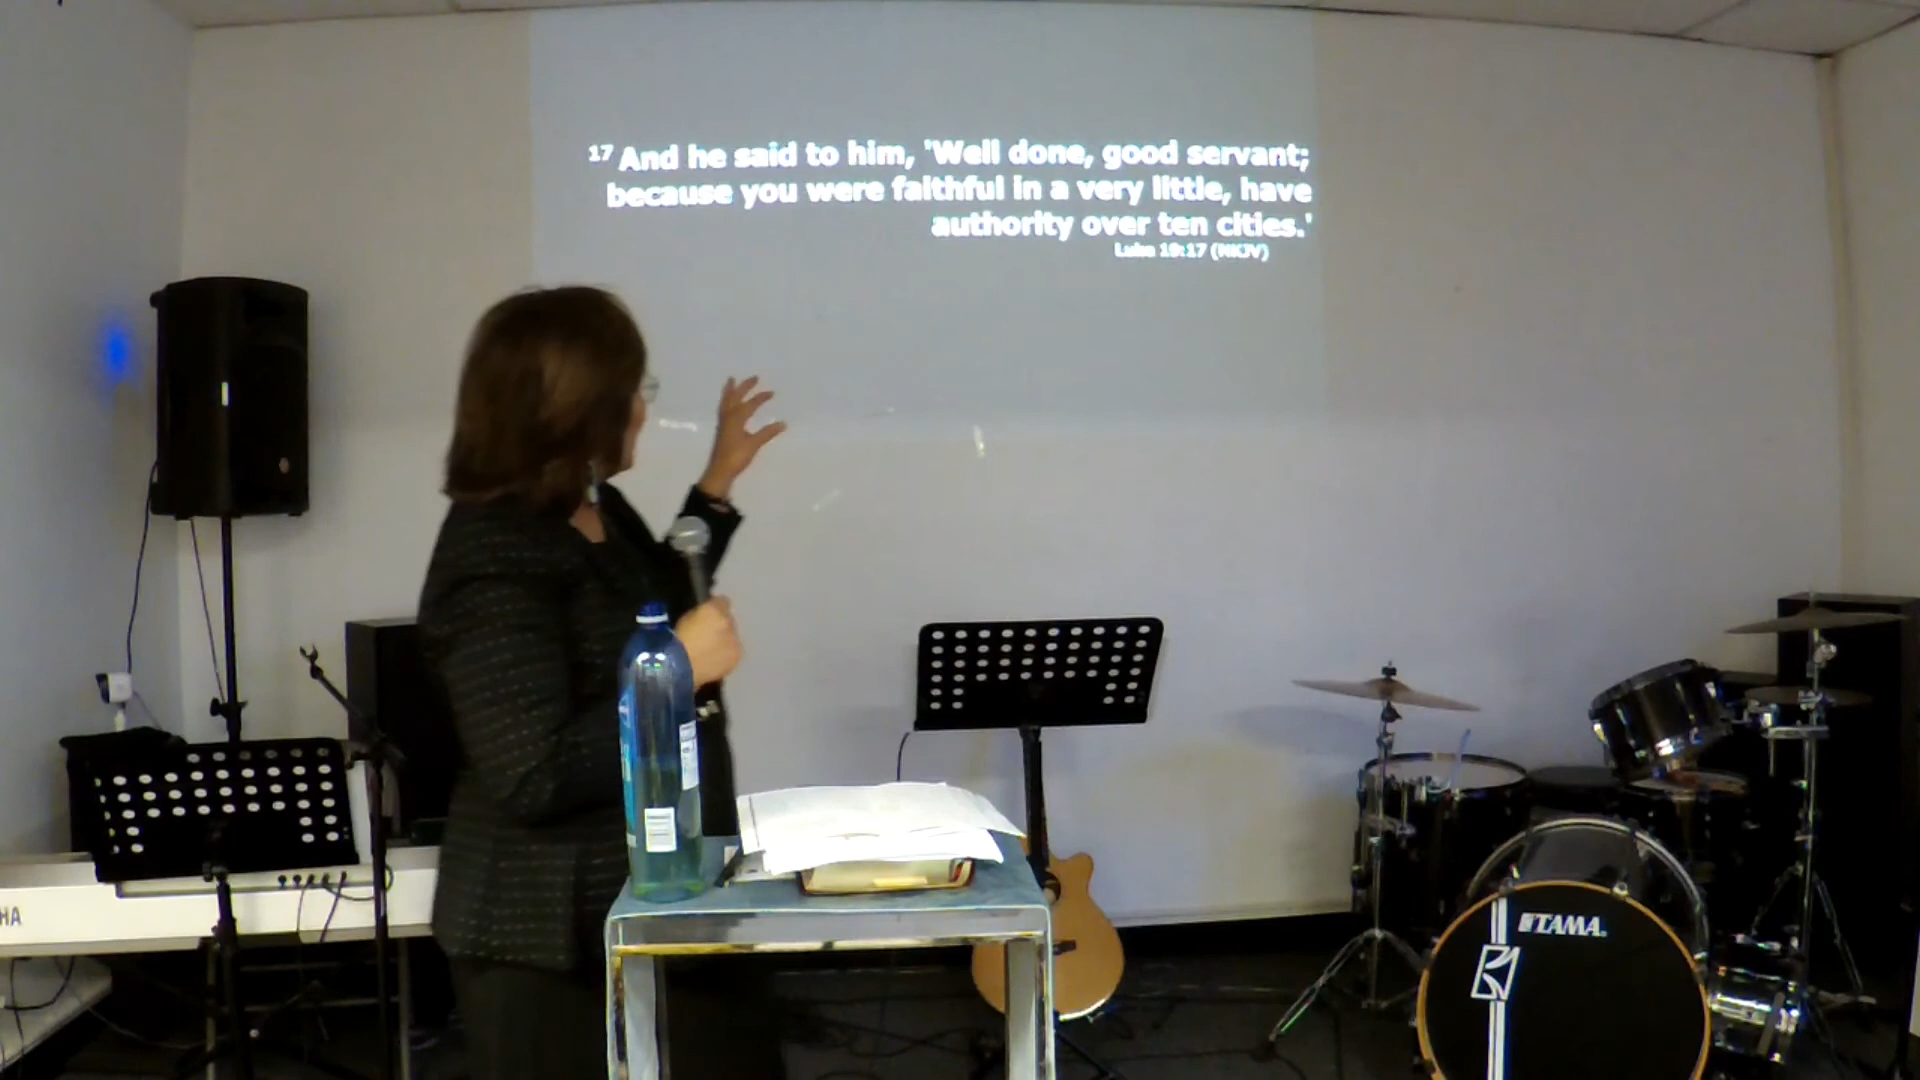 17 And he said to him, 'Well done, good servant;
because you were faithful in a very little, have
authority over ten cities.'
Luke 19:17 (NKJV)
HA
TAMA